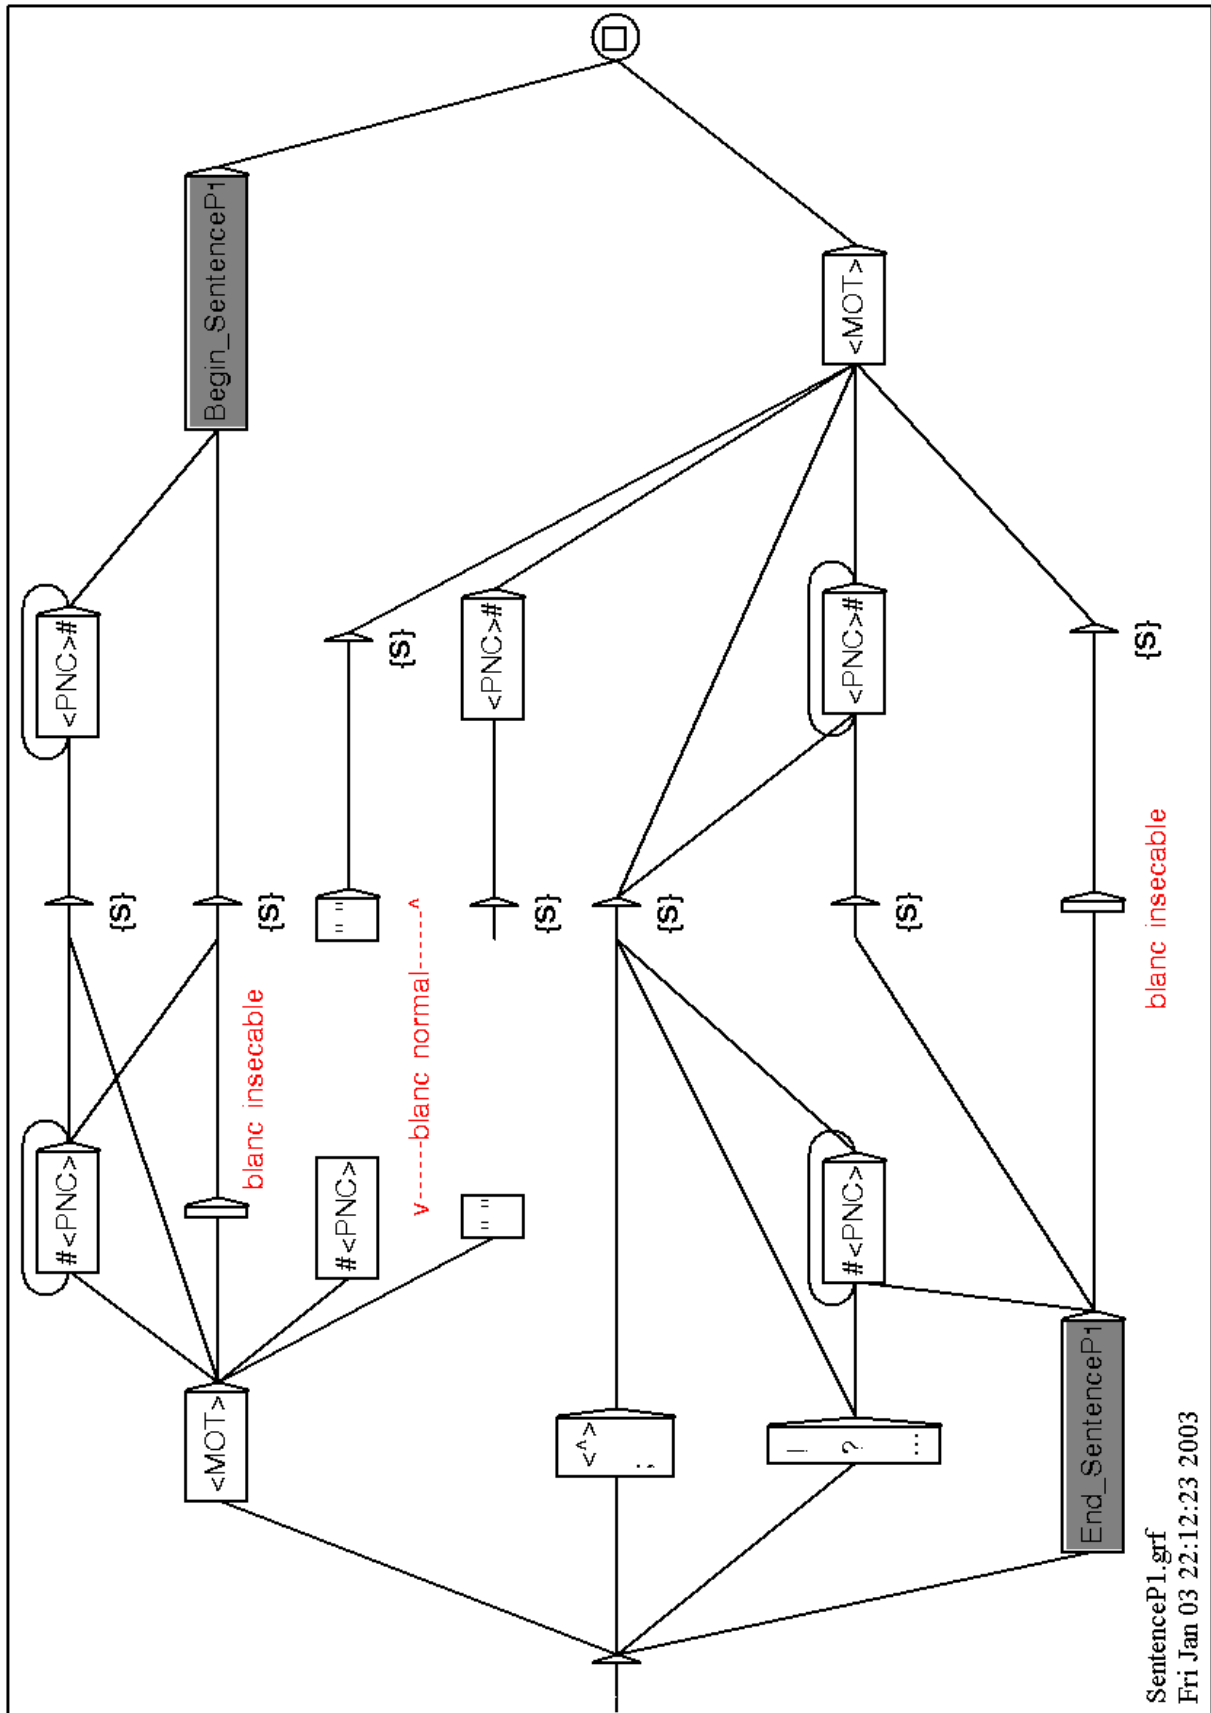 #<PNC>
<PNC>#
{S}
<MOT>
Begin_SentenceP1
blanc insecable
{S}
#<PNC>
" "
{S}
v-----blanc normal-----^
" "
<PNC>#
{S}
<^>
;
{S}
!
?
...
#<PNC>
<PNC>#
<MOT>
{S}
End_SentenceP1
blanc insecable
{S}
SentenceP1.grf
Fri Jan 03 22:12:23 2003